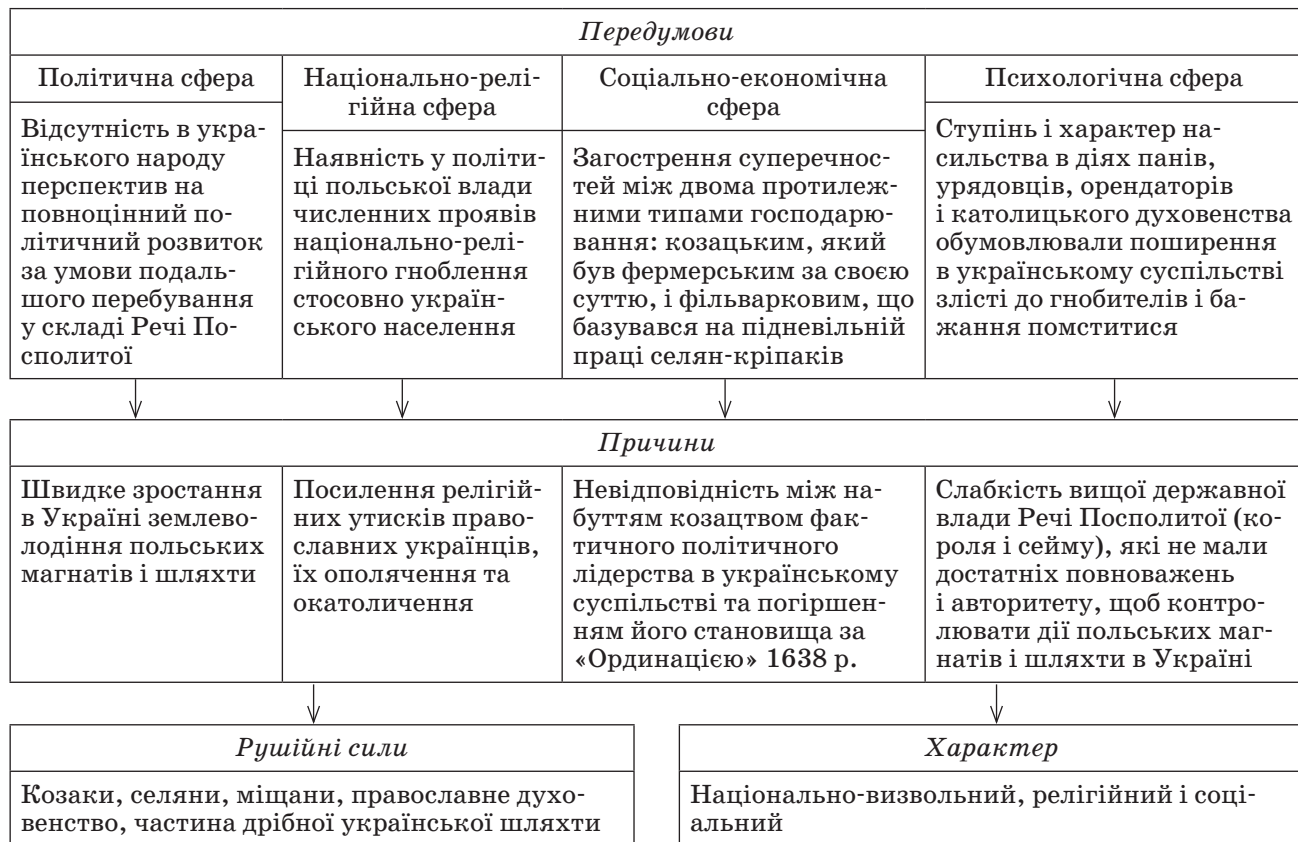 Передумови
Політична сфера
Відсутність в укра-
їнського народу
перспектив на
повноцінний по-
літичний розвиток
за умови подаль-
шого перебування
у складі Речі По-
сполитої
Національно-релі-
гійна сфера
Наявність у політи-
ці польської влади
численних проявів
національно-релі-
гійного гноблення
стосовно україн-
ського населення
Соціально-економічна
сфера
Загострення суперечнос-
тей між двома протилеж-
ними типами господарю-
вання: козацьким, який
був фермерським за своєю
суттю, і фільварковим, що
базувався на підневільній
праці селян-кріпаків
Психологічна сфера
Ступінь і характер на-
сильства в діях панів,
урядовців, орендаторів
і католицького духовенства
обумовлювали поширення
в українському суспільстві
злісті до гнобителів і ба-
жання помститися
Причини
Швидке зростання
в Україні землево-
лодіння польських
магнатів і шляхти
Посилення релігій-
них утисків право-
славних українців,
їх ополячення та
окатоличення
Невідповідність між на-
буттям козацтвом фак-
тичного політичного
лідерства в українському
суспільстві та погіршен-
ням його становища за
«Ординацією» 1638 р.
Слабкість вищої державної
влади Речі Посполитої (ко-
роля і сейму), які не мали
достатніх повноважень
і авторитету, щоб контро-
лювати дії польських маг-
натів і шляхти в Україні
Рушійні сили
Козаки, селяни, міщани, православне духо-
венство, частина дрібної української шляхти
Характер
Національно-визвольний, релігійний і соці-
альний